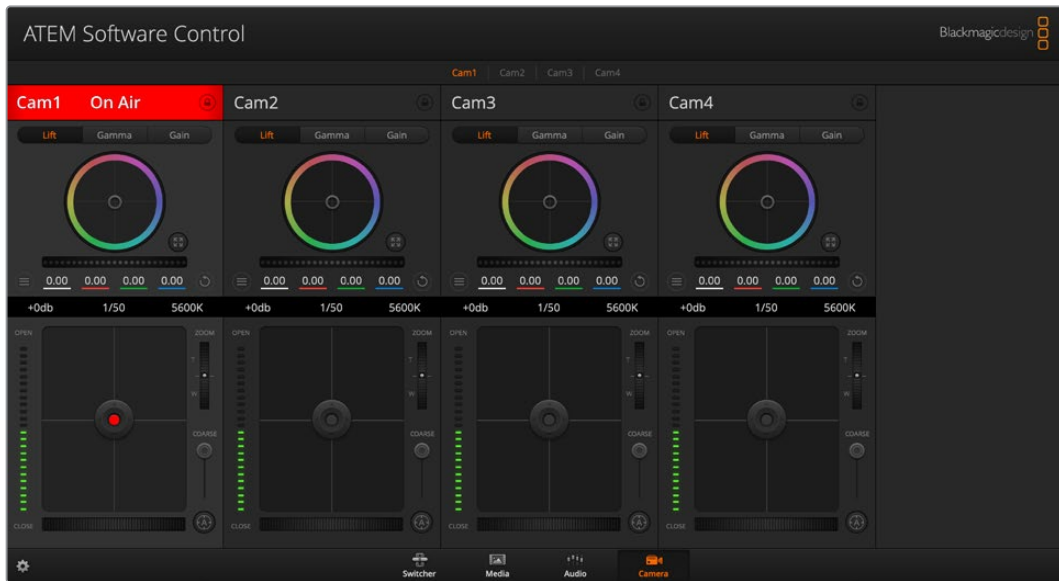 ATEM Software Control
Blackmagicdesign
Cam1 Cam2 Cam3 Cam4
Cam1 On Air Cam2 Cam3 Cam4
Lift Gamma Gain Lift Gamma Gain Lift Gamma Gain Lift Gamma Gain
0.00 0.00 0.00 0.00 0.00 0.00 0.00 0.00 0.00 0.00 0.00 0.00 0.00 0.00 0.00 0.00
+0db 1/50 5600K +0db 1/50 5600K +0db 1/50 5600K +0db 1/50 5600K
OPEN ZOOM OPEN ZOOM OPEN ZOOM OPEN ZOOM
T T T T
W W W W
COARSE COARSE COARSE COARSE
CLOSE A CLOSE A CLOSE A CLOSE A
Switcher Media Audio Camera